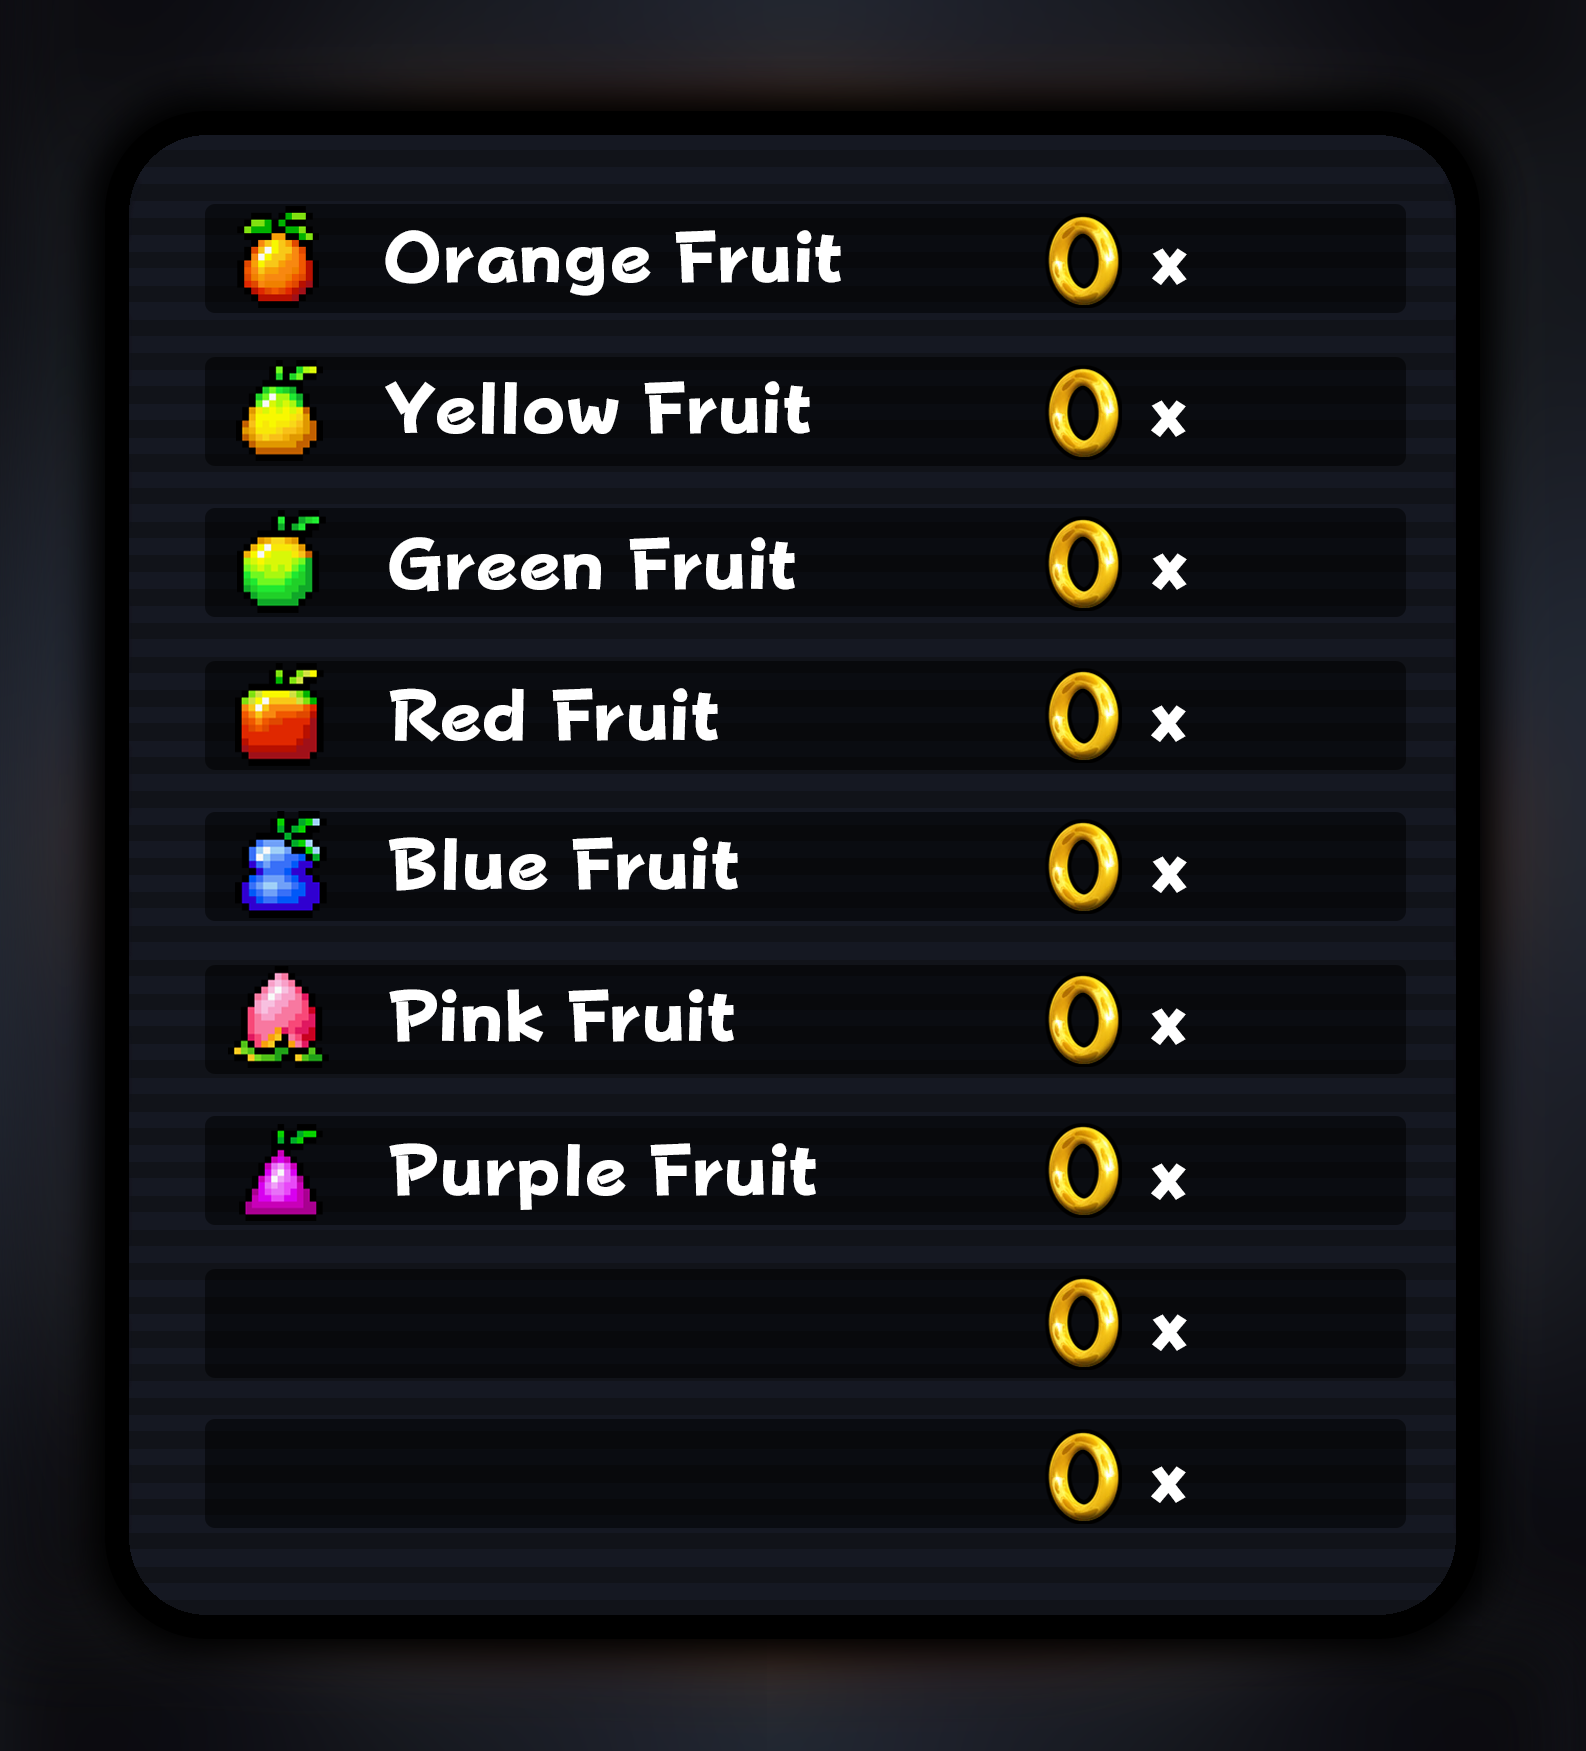 Orange Fruit x
Yellow Fruit x
Green Fruit x
Red Fruit x
Blue Fruit x
Pink Fruit x
Purple Fruit x
x
x